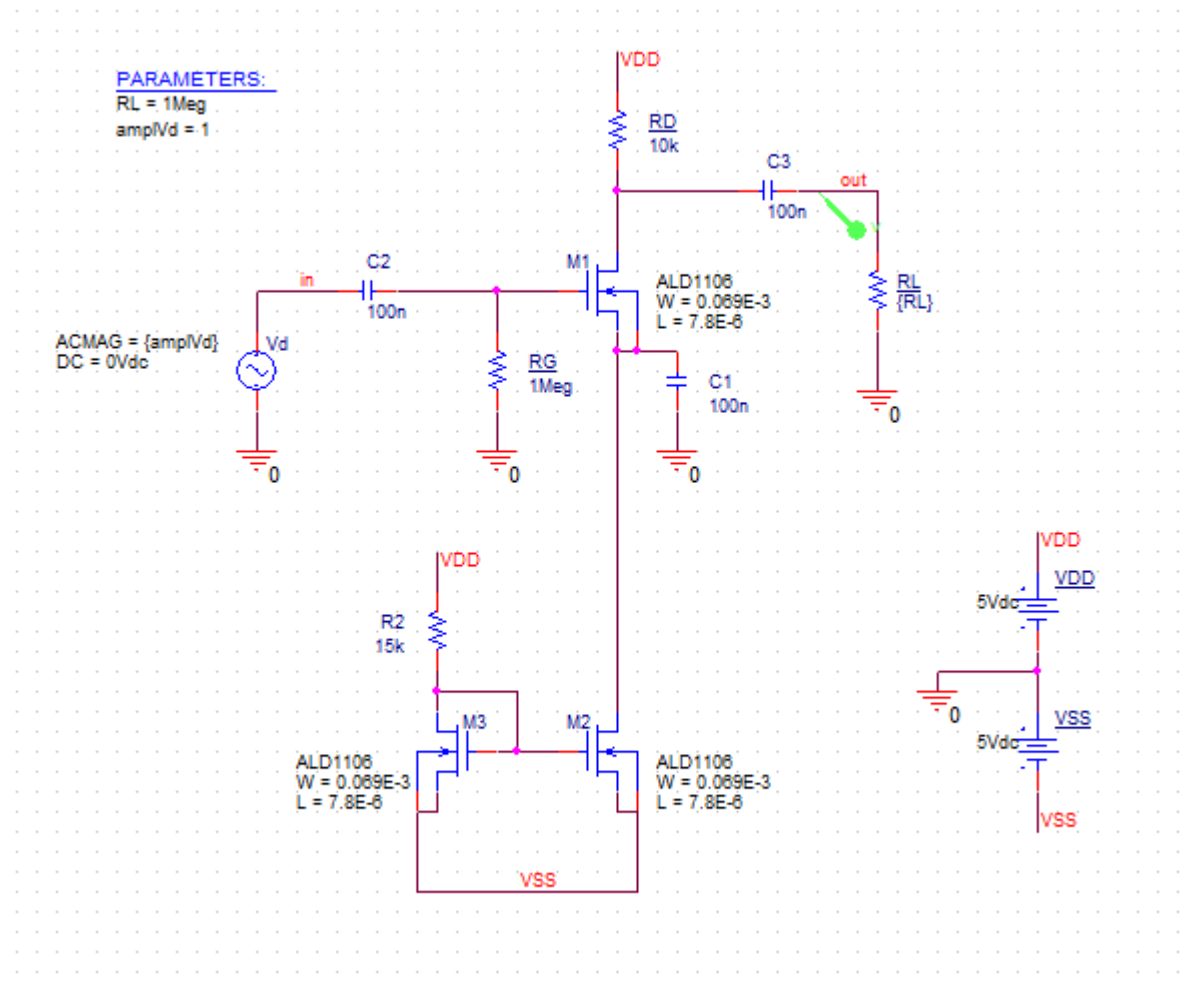 PARAMETERS:
RL = 1Meg
amplVd = 1
VDD
RD
10k
C3
100n
out
V
C2
100n
in
M1
ALD1106
W = 0.069E-3
L = 7.8E-6
RL
{RL}
0
ACMAG = {amplVd}
DC = 0Vdc
Vd
0
RG
1Meg
0
C1
100n
0
VDD
R2
15k
M3
ALD1106
W = 0.069E-3
L = 7.8E-6
M2
ALD1106
W = 0.069E-3
L = 7.8E-6
VSS
VDD
VDD
5Vdc
0
VSS
5Vdc
VSS